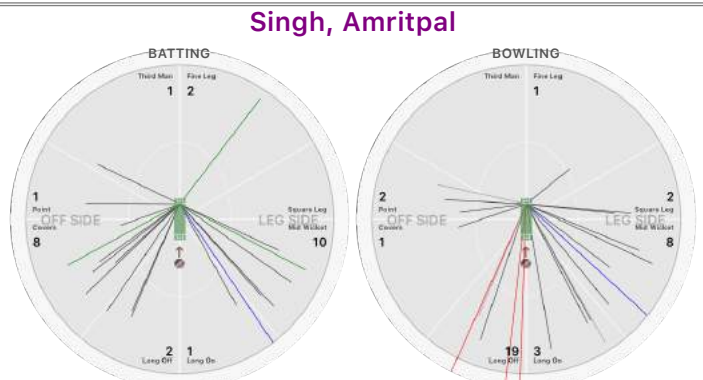 Singh, Amritpal
BATTING
Third Man Fine Leg
1 2
1
Point
OFF SIDE
Covers
8
Square Leg
LEG SIDE
Mid Wicket
10
2 1
Long Off Long On
BOWLING
Third Man Fine Leg
1
2
Point
OFF SIDE
Covers
1
2
Square Leg
LEG SIDE
Mid Wicket
8
19 3
Long Off Long On